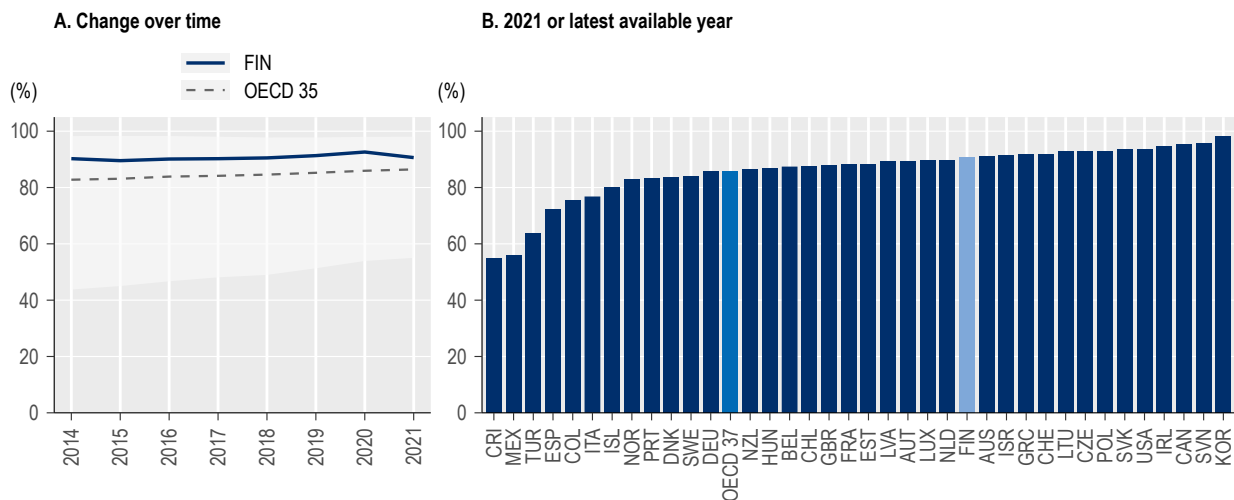 A. Change over time
FIN
OECD 35
(%)
100
80
60
40
20
0
2014
2015
2016
2017
2018
2019
2020
2021
B. 2021 or latest available year
(%)
100
80
60
40
20
0
CRI
MEX
TUR
ESP
COL
ITA
ISL
NOR
PRT
DNK
SWE
DEU
OECD 37
NZL
HUN
BEL
CHL
GBR
FRA
EST
LVA
AUT
LUX
NLD
FIN
AUS
ISR
GRC
CHE
LTU
CZE
POL
SVK
USA
IRL
CAN
SVN
KOR